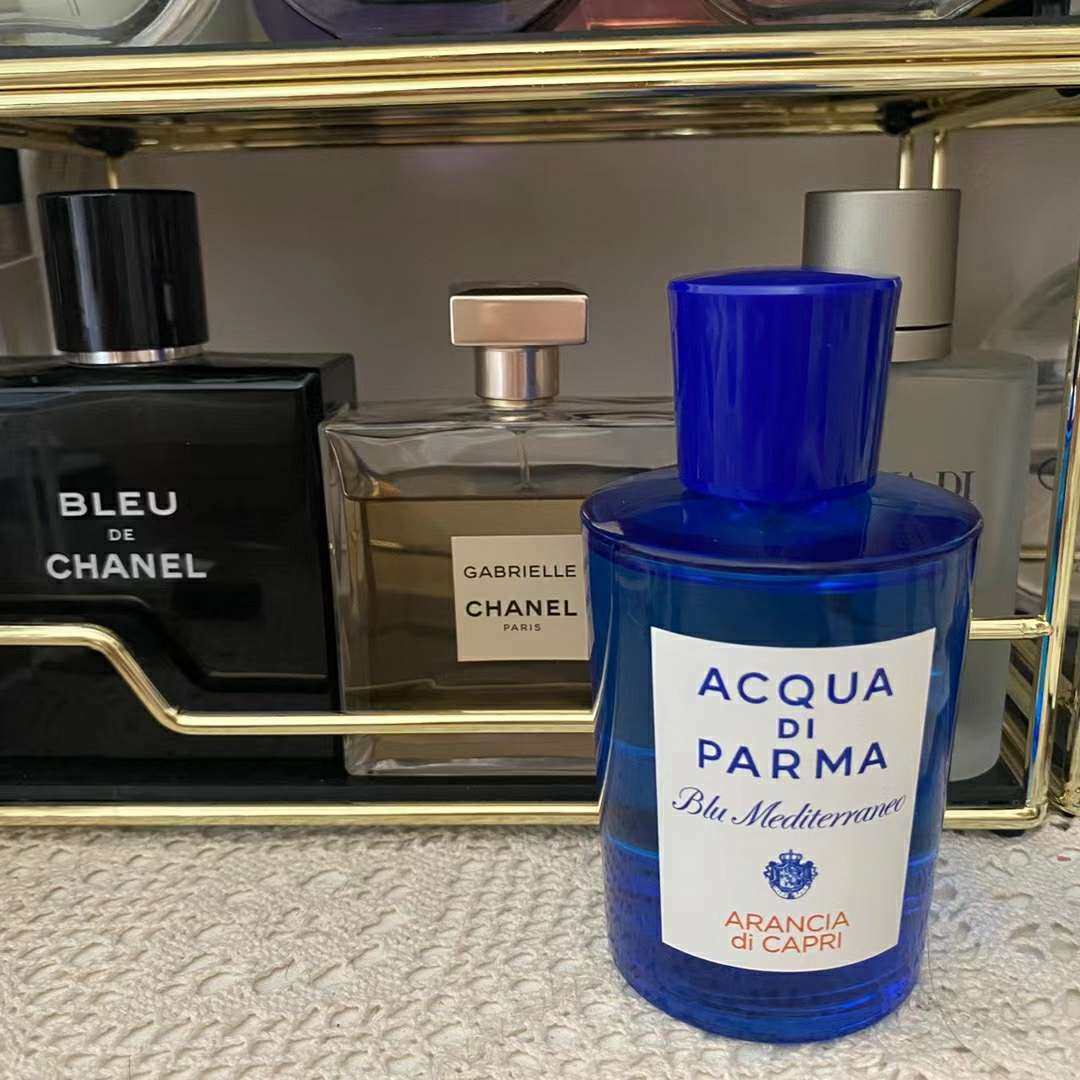 BLEU
DE
CHANEL
GABRIELLE
CHANEL
PARIS
ACQUA
DI
PARMA
Blu Mediterraneo
ARANCIA
di CAPRI